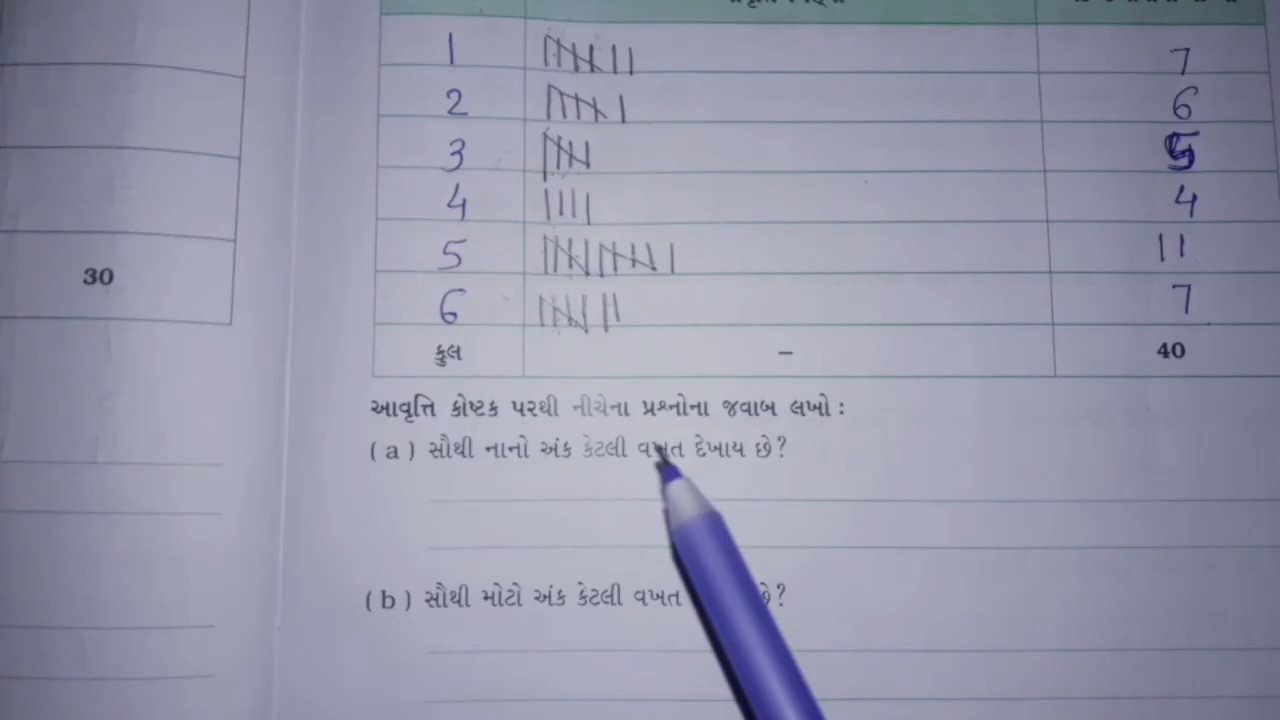 1 7
2 6
3 5
4 4
5 11
6 7
30
કુલ – 40
આવૃત્તિ કોષ્ટક પરથી નીચેના પ્રશ્નોના જવાબ લખો :
( a ) સૌથી નાનો અંક કેટલી વખત દેખાય છે?
( b ) સૌથી મોટો અંક કેટલી વખત છે?